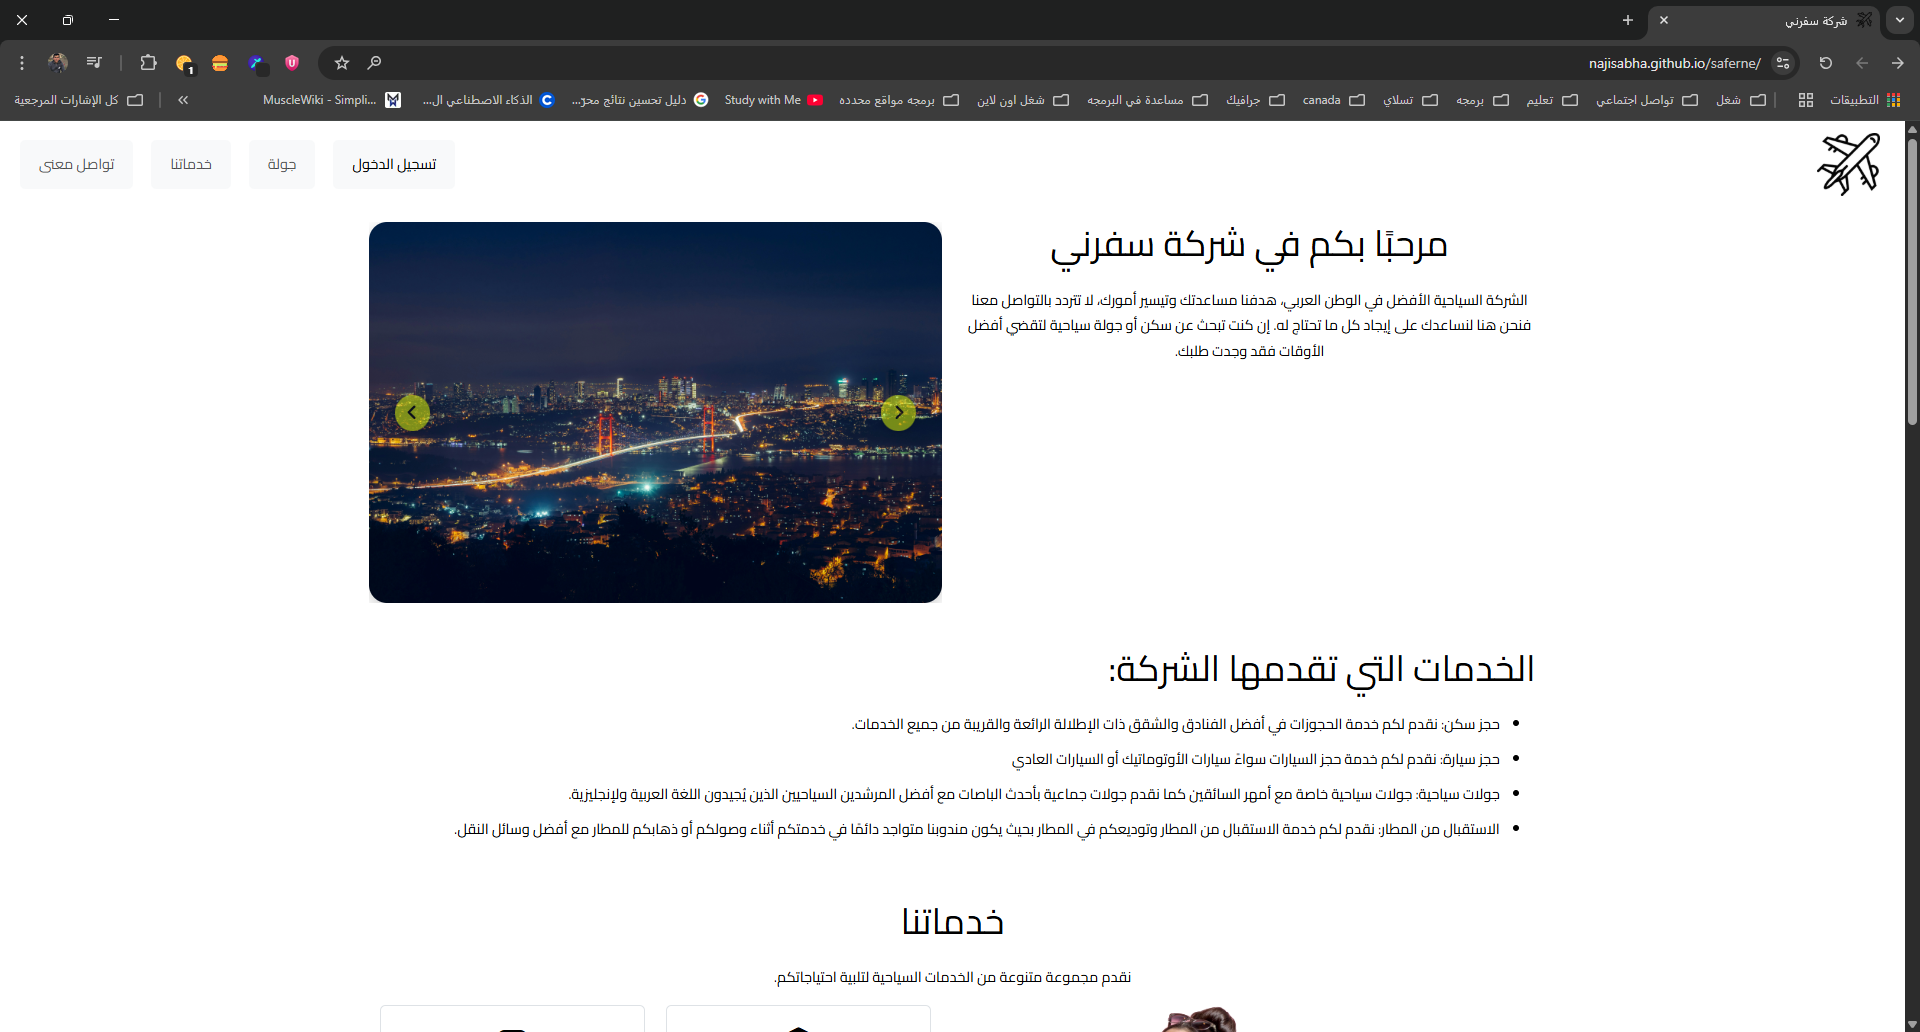 شركة سفرني
najisabha.github.io/saferne/
التطبيقات
شغل
تواصل اجتماعي
تعليم
برمجه
تسلاي
canada
جرافيك
مساعدة في البرمجه
شغل اون لاين
برمجه مواقع محدده
Study with Me
دليل تحسين نتائج محرّ...
الذكاء الاصطناعي ال...
MuscleWiki - Simpli...
كل الإشارات المرجعية
1
تسجيل الدخول
جولة
خدماتنا
تواصل معنى
مرحبًا بكم في شركة سفرني
الشركة السياحية الأفضل في الوطن العربي، هدفنا مساعدتك وتيسير أمورك، لا تتردد بالتواصل معنا
فنحن هنا لنساعدك على إيجاد كل ما تحتاج له. إن كنت تبحث عن سكن أو جولة سياحية لتقضي أفضل
الأوقات فقد وجدت طلبك.
الخدمات التي تقدمها الشركة:
حجز سكن: نقدم لكم خدمة الحجوزات في أفضل الفنادق والشقق ذات الإطلالة الرائعة والقريبة من جميع الخدمات.
حجز سيارة: نقدم لكم خدمة حجز السيارات سواءً سيارات الأوتوماتيك أو السيارات العادي
جولات سياحية: جولات سياحية خاصة مع أمهر السائقين كما نقدم جولات جماعية بأحدث الباصات مع أفضل المرشدين السياحيين الذين يُجيدون اللغة العربية ولإنجليزية.
الاستقبال من المطار: نقدم لكم خدمة الاستقبال من المطار وتوديعكم في المطار بحيث يكون مندوبنا متواجد دائمًا في خدمتكم أثناء وصولكم أو ذهابكم للمطار مع أفضل وسائل النقل.
خدماتنا
نقدم مجموعة متنوعة من الخدمات السياحية لتلبية احتياجاتكم.